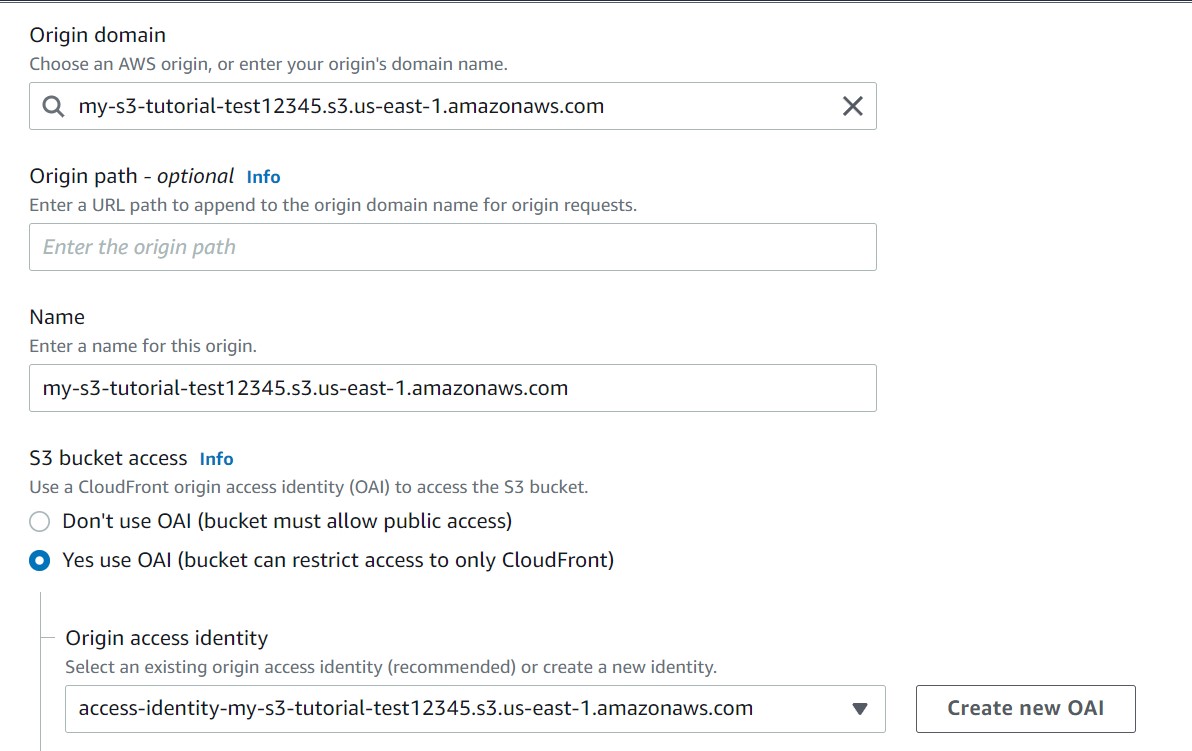 Origin domain
Choose an AWS origin, or enter your origin's domain name.
my-s3-tutorial-test12345.s3.us-east-1.amazonaws.com
Origin path - optional Info
Enter a URL path to append to the origin domain name for origin requests.
Enter the origin path
Name
Enter a name for this origin.
my-s3-tutorial-test12345.s3.us-east-1.amazonaws.com
S3 bucket access Info
Use a CloudFront origin access identity (OAI) to access the S3 bucket.
Don't use OAI (bucket must allow public access)
Yes use OAI (bucket can restrict access to only CloudFront)
Origin access identity
Select an existing origin access identity (recommended) or create a new identity.
access-identity-my-s3-tutorial-test12345.s3.us-east-1.amazonaws.com Create new OAI